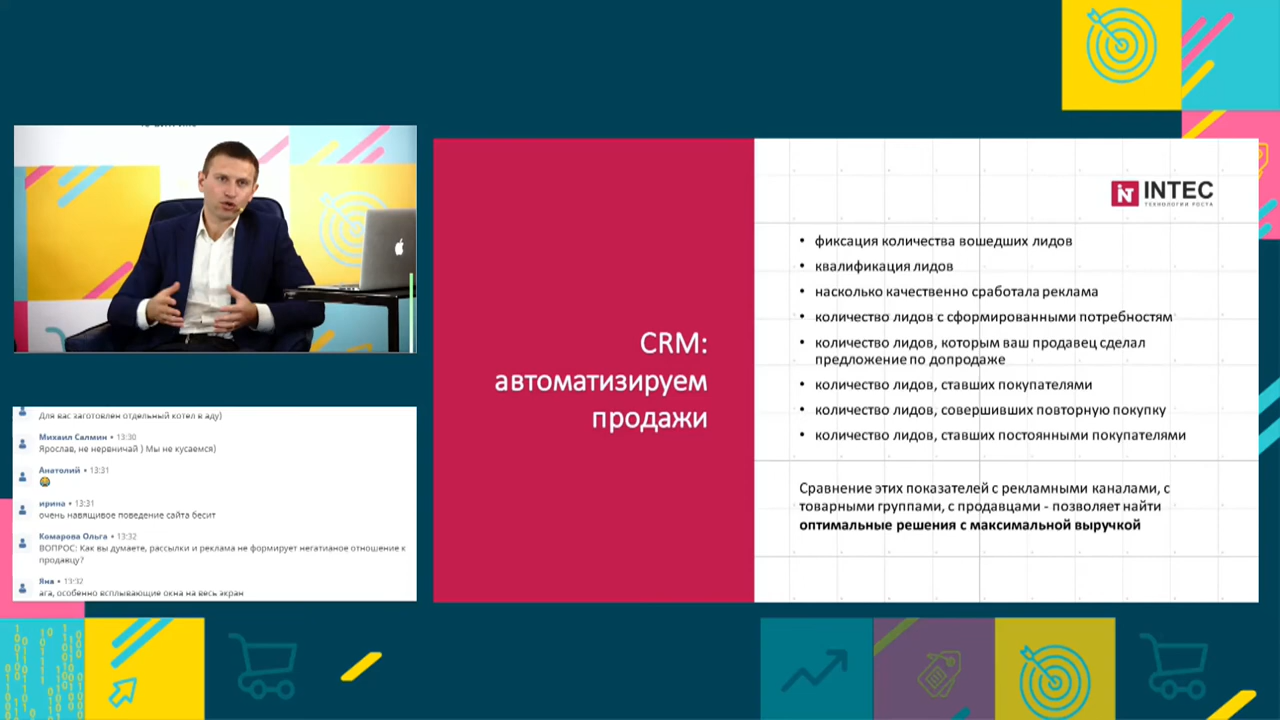 Для вас заготовлен отдельный котел в аду)
Михаил Салмин • 13:30
Ярослав, не нервничай ) Мы не кусаемся)
Анатолий • 13:31
ирина • 13:31
очень навящивое поведение сайта бесит
Комарова Ольга • 13:32
ВОПРОС: Как вы думаете, рассылки и реклама не формирует негатианое отношение к
продавцу?
Яна • 13:32
ага, особенно всплывающие окна на весь экран
CRM:
автоматизируем
продажи
INTEC
ТЕХНОЛОГИИ РОСТА
• фиксация количества вошедших лидов
• квалификация лидов
• насколько качественно сработала реклама
• количество лидов с сформированными потребностям
• количество лидов, которым ваш продавец сделал
предложение по допродаже
• количество лидов, ставших покупателями
• количество лидов, совершивших повторную покупку
• количество лидов, ставших постоянными покупателями
Сравнение этих показателей с рекламными каналами, с
товарными группами, с продавцами - позволяет найти
оптимальные решения с максимальной выручкой